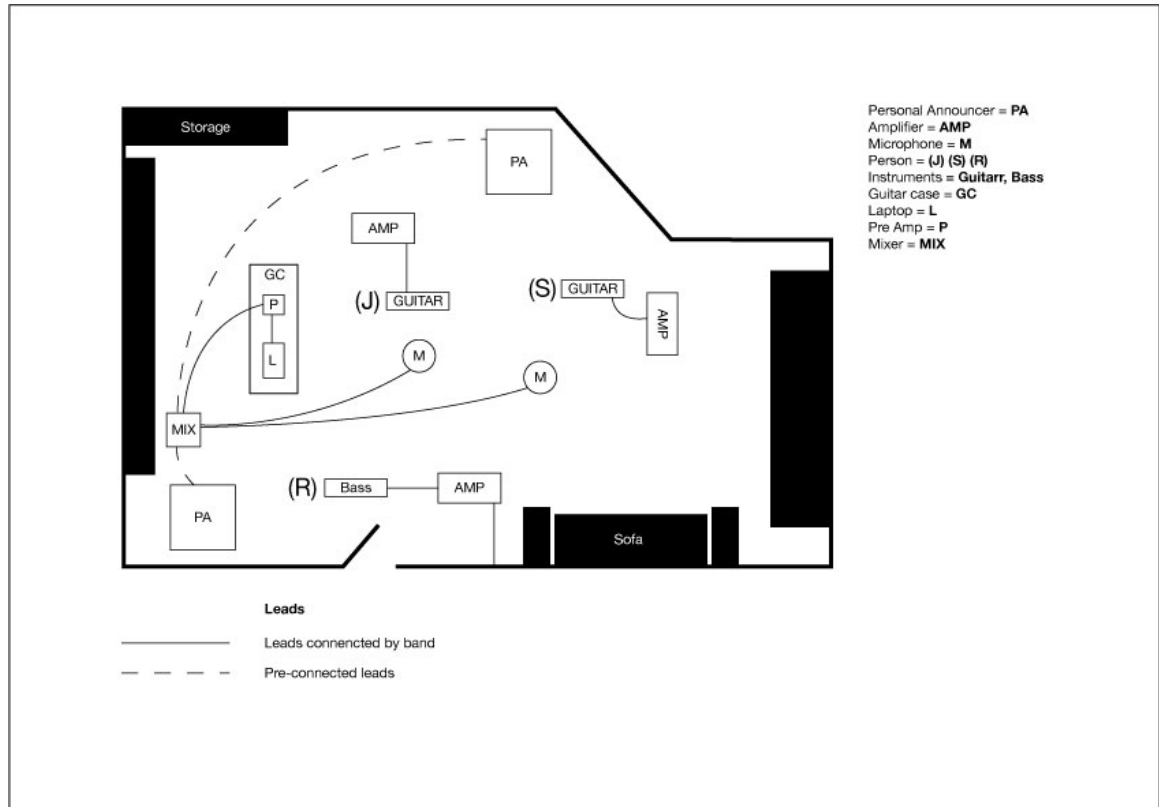 Storage
PA
AMP
GC
P
(J) GUITAR
(S) GUITAR
AMP
L
M
M
MIX
(R) Bass
AMP
PA
Sofa
Personal Announcer = PA
Amplifier = AMP
Microphone = M
Person = (J) (S) (R)
Instruments = Guitarr, Bass
Guitar case = GC
Laptop = L
Pre Amp = P
Mixer = MIX
Leads
Leads connencted by band
Pre-connected leads